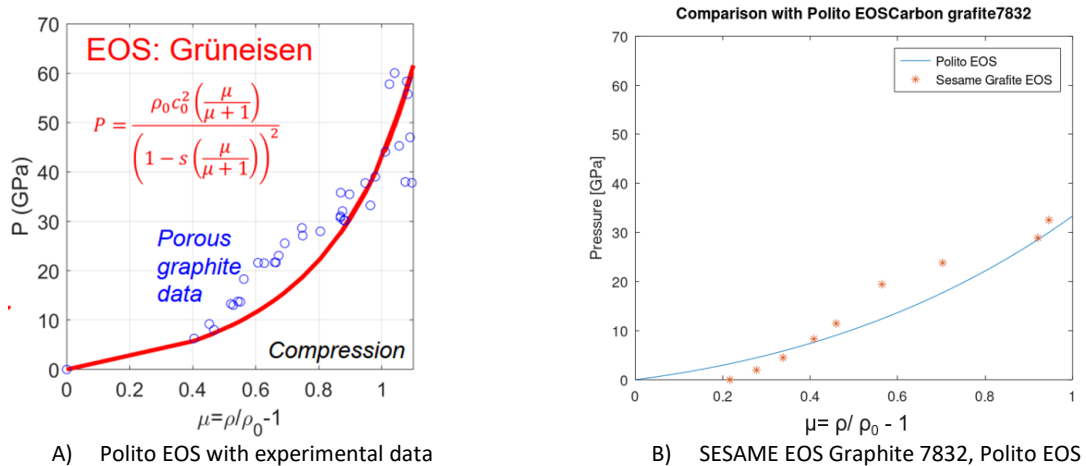 70
60
50
40
30
20
10
0
P (GPa)
EOS: Grüneisen
P = ρ₀c₀²(μ/(μ+1)) / (1 − s(μ/(μ+1)))²
Porous
graphite
data
Compression
0 0.2 0.4 0.6 0.8 1
μ=ρ/ρ₀-1
A) Polito EOS with experimental data
Comparison with Polito EOSCarbon grafite7832
70
60
50
40
30
20
10
0
Pressure [GPa]
Polito EOS
Sesame Grafite EOS
0 0.2 0.4 0.6 0.8 1
μ= ρ/ ρ₀ - 1
B) SESAME EOS Graphite 7832, Polito EOS